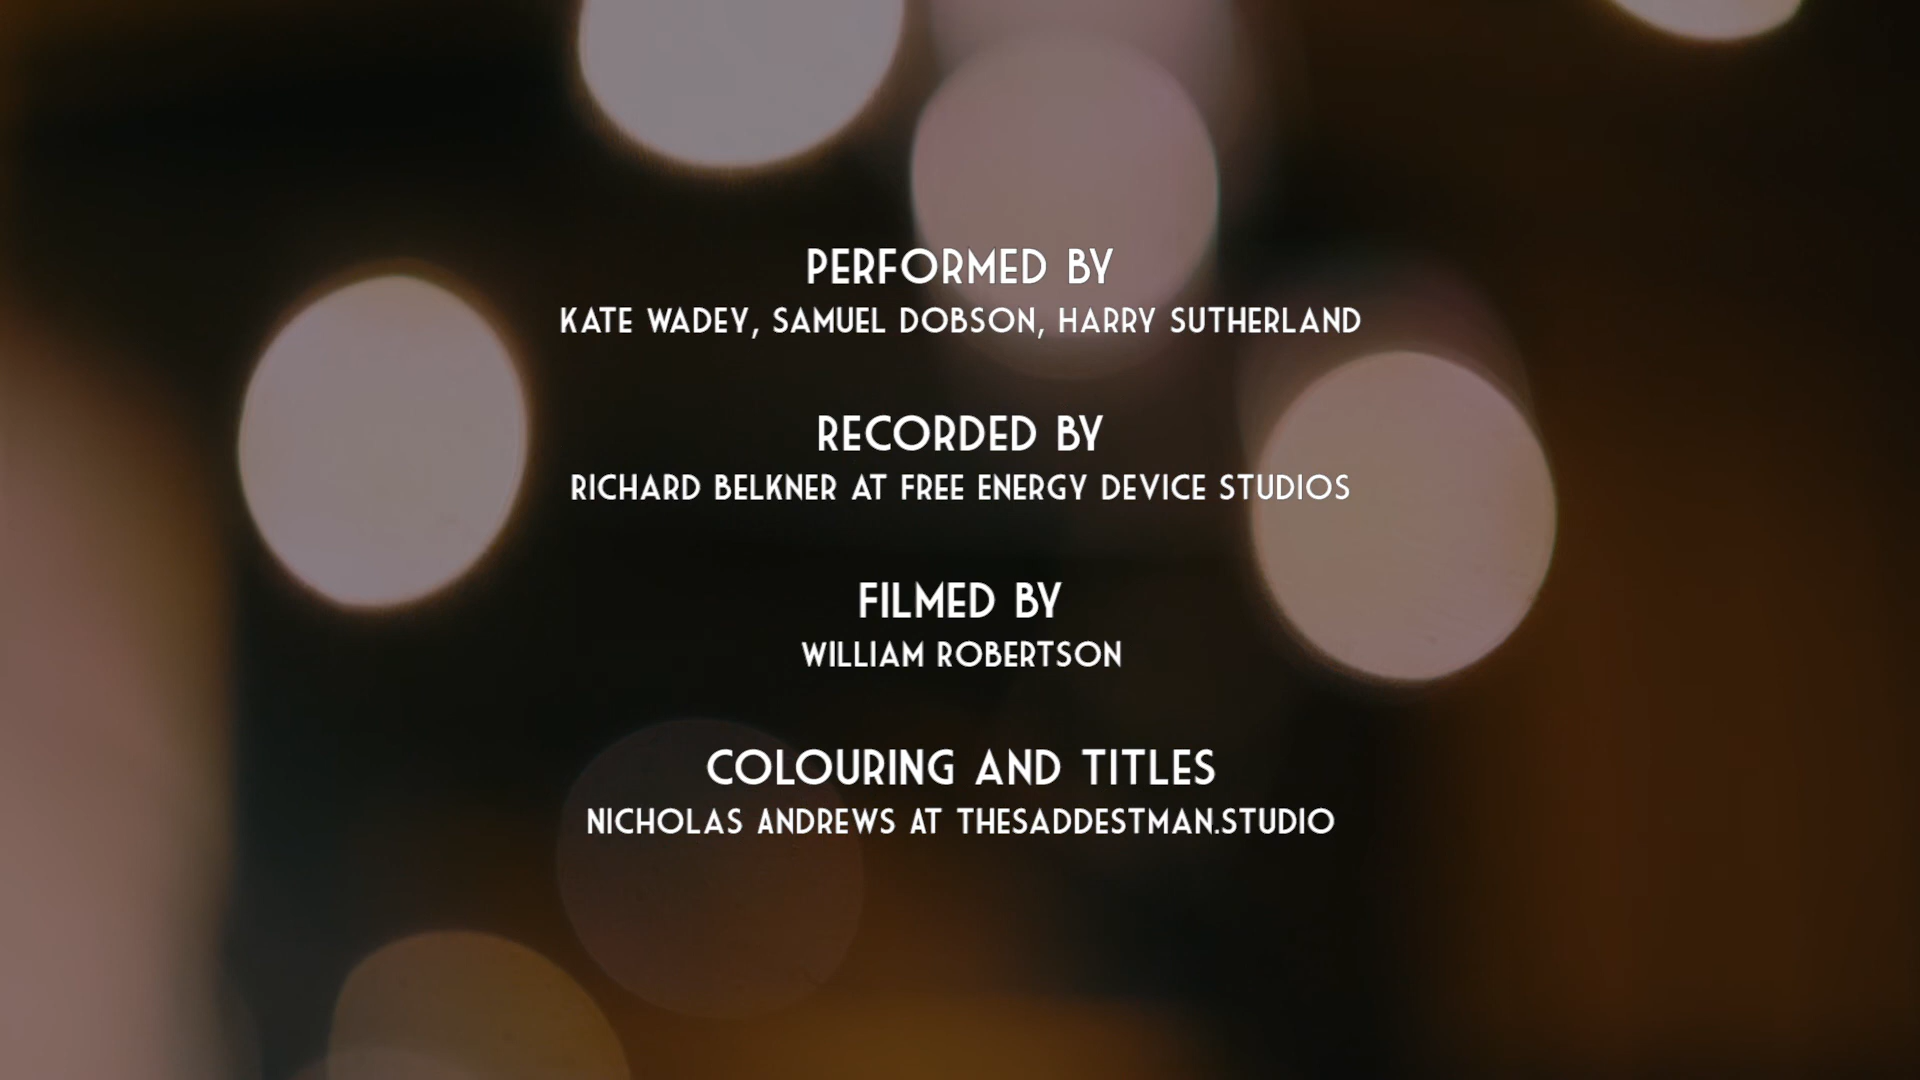 PERFORMED BY
KATE WADEY, SAMUEL DOBSON, HARRY SUTHERLAND
RECORDED BY
RICHARD BELKNER AT FREE ENERGY DEVICE STUDIOS
FILMED BY
WILLIAM ROBERTSON
COLOURING AND TITLES
NICHOLAS ANDREWS AT THESADDESTMAN.STUDIO